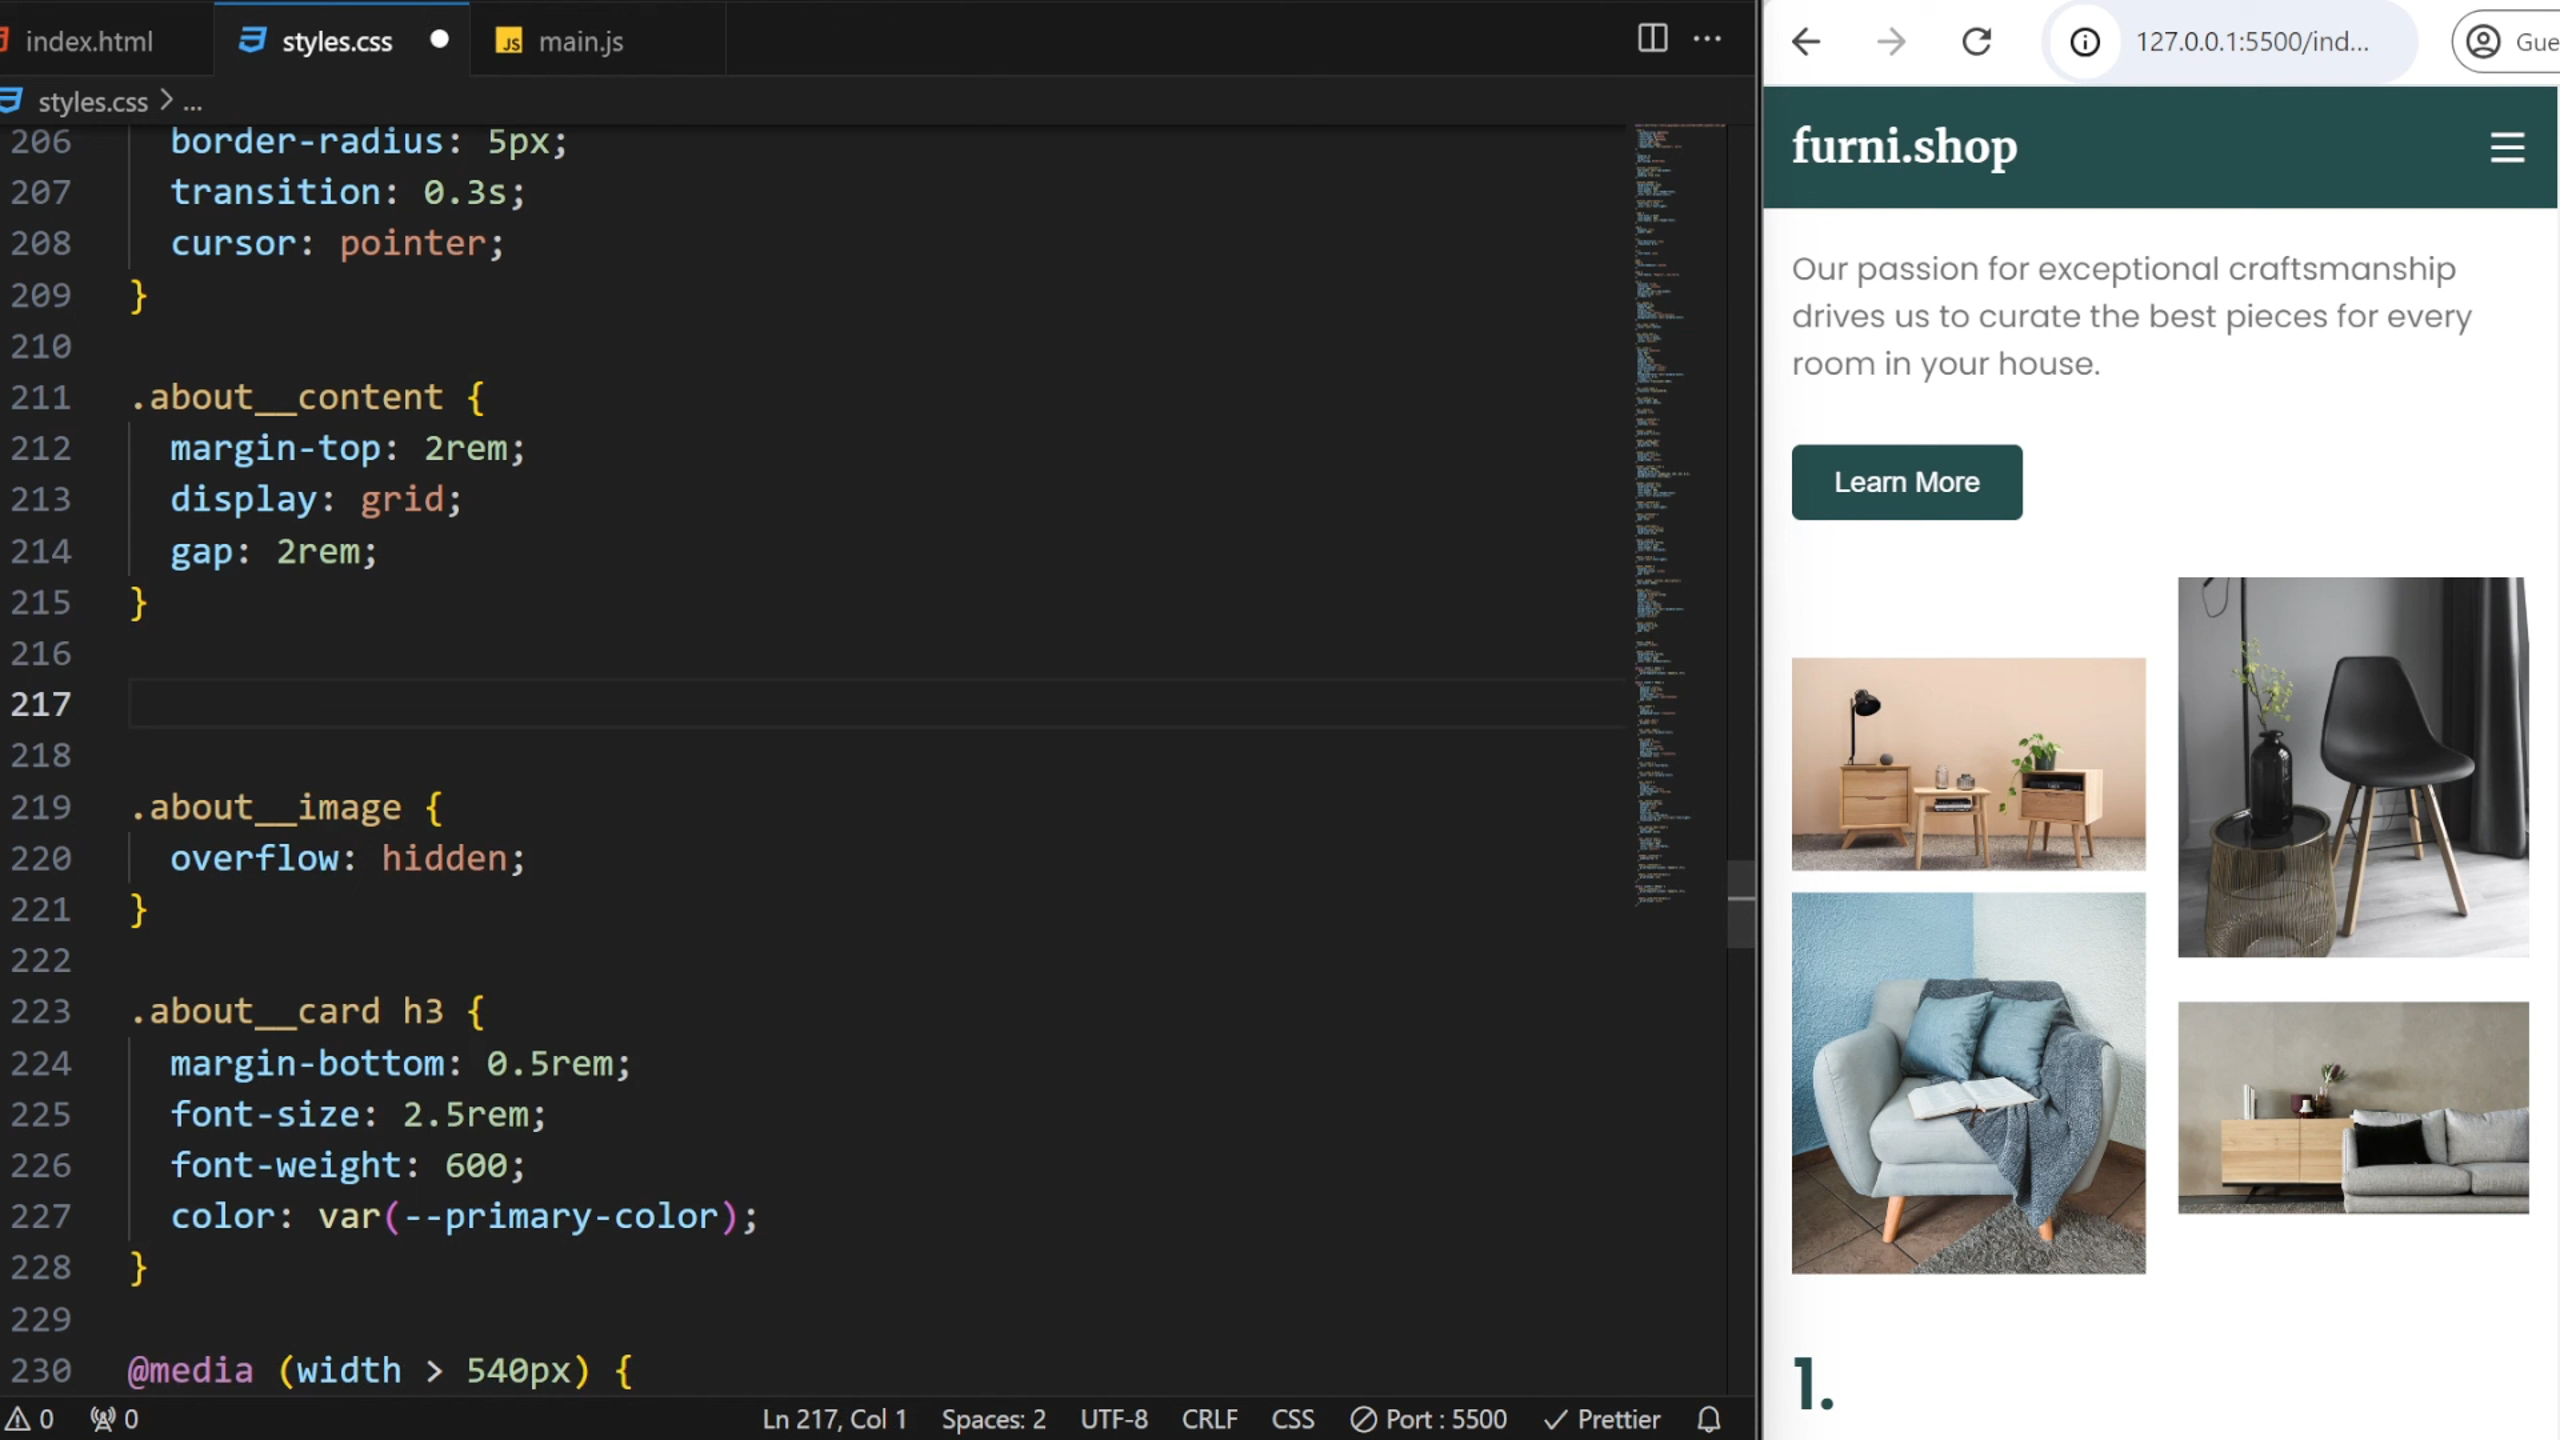 index.html
styles.css
main.js
styles.css > ...
206 border-radius: 5px;
207 transition: 0.3s;
208 cursor: pointer;
209 }
210
211 .about__content {
212 margin-top: 2rem;
213 display: grid;
214 gap: 2rem;
215 }
216
217
218
219 .about__image {
220 overflow: hidden;
221 }
222
223 .about__card h3 {
224 margin-bottom: 0.5rem;
225 font-size: 2.5rem;
226 font-weight: 600;
227 color: var(--primary-color);
228 }
229
230 @media (width > 540px) {
0 0 Ln 217, Col 1 Spaces: 2 UTF-8 CRLF CSS Port : 5500 Prettier
127.0.0.1:5500/ind...
Gue
furni.shop
Our passion for exceptional craftsmanship
drives us to curate the best pieces for every
room in your house.
Learn More
1.